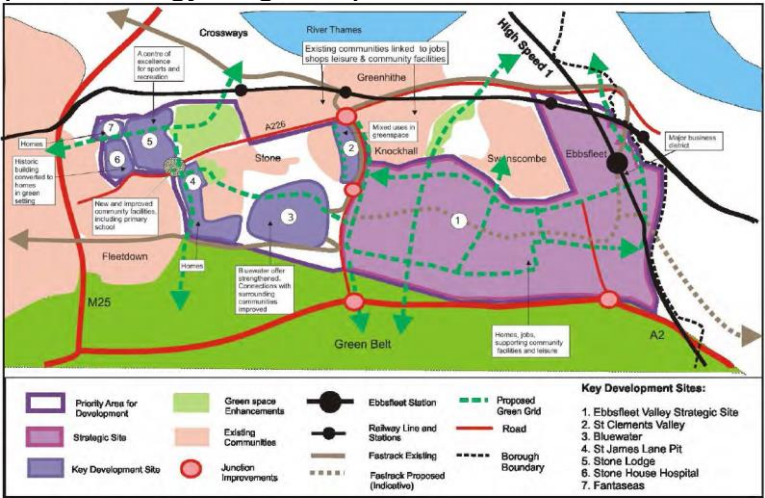 Crossways
River Thames
High Speed 1
A centre of
excellence
for sports and
recreation
Existing communities linked to jobs
shops leisure & community facilities
Greenhithe
A226
7
Homes
5
6
Historic
building
converted to
homes
in green
setting
Stone
2
Mixed uses in
greenspace
Knockhall
Swanscombe
Ebbsfleet
Major business
district
4
New and improved
community facilities,
including primary
school
3
1
Fleetdown
Homes
Bluewater offer
strengthened.
Connections with
surrounding
communities
improved
M25
Green Belt
Homes, jobs,
supporting community
facilities and leisure
A2
Priority Area for
Development
Strategic Site
Key Development Site
Green space
Enhancements
Existing
Communities
Junction
Improvements
Ebbsfleet Station
Railway Line and
Stations
Fastrack Existing
Fastrack Proposed
(Indicative)
Proposed
Green Grid
Road
Borough
Boundary
Key Development Sites:
1. Ebbsfleet Valley Strategic Site
2. St Clements Valley
3. Bluewater
4. St James Lane Pit
5. Stone Lodge
6. Stone House Hospital
7. Fantaseas